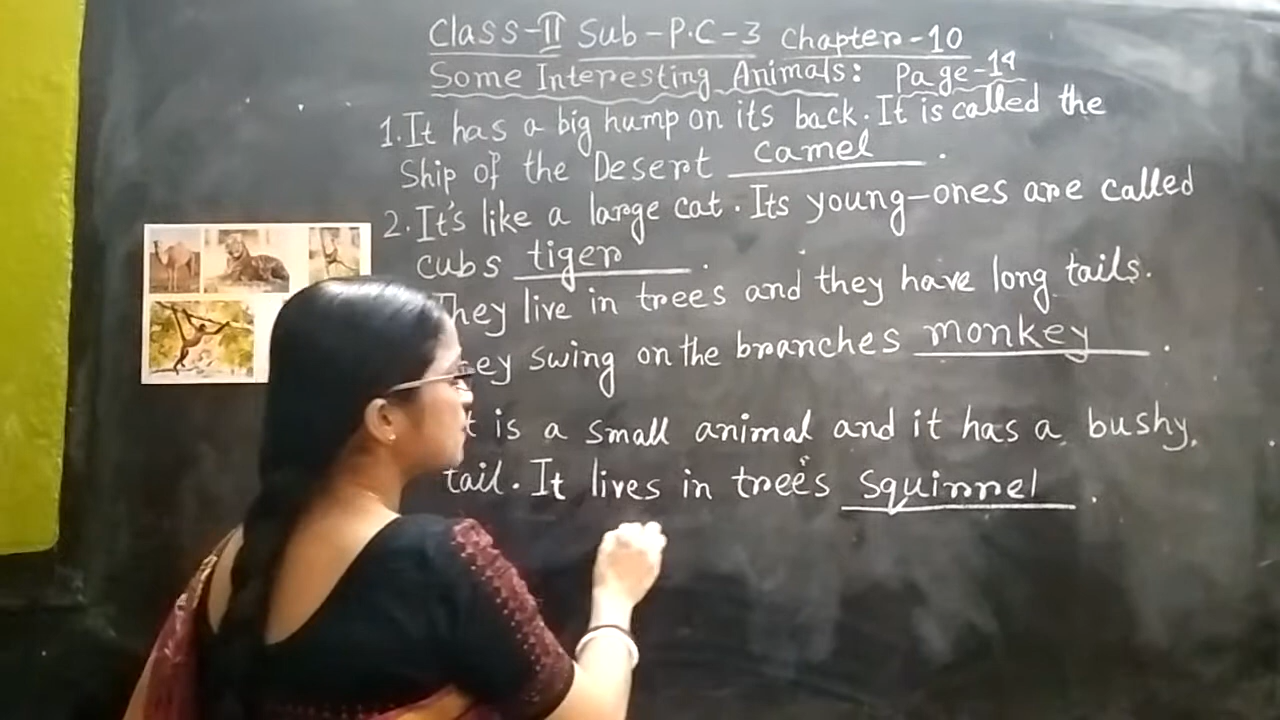 Class-II Sub-P.C-3 Chapter-10
Some Interesting Animals: Page-14
1. It has a big hump on its back. It is called the
Ship of the Desert camel.
2. It's like a large cat. Its young-ones are called
cubs tiger.
They live in trees and they have long tails.
ey swing on the branches monkey.
t is a small animal and it has a bushy,
tail. It lives in trees squirrel.